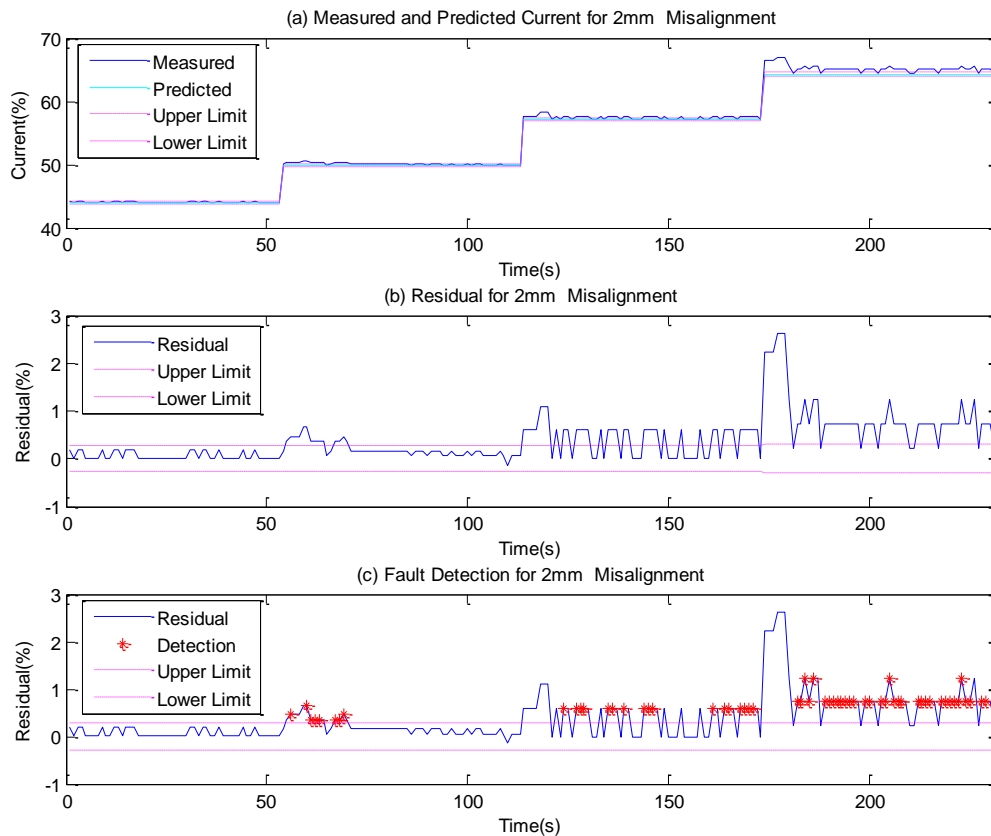 (a) Measured and Predicted Current for 2mm  Misalignment
70
60
50
40
Current(%)
Measured
Predicted
Upper Limit
Lower Limit
0 50 100 150 200
Time(s)
(b) Residual for 2mm  Misalignment
3
2
1
0
-1
Residual(%)
Residual
Upper Limit
Lower Limit
0 50 100 150 200
Time(s)
(c) Fault Detection for 2mm  Misalignment
3
2
1
0
-1
Residual(%)
Residual
Detection
Upper Limit
Lower Limit
0 50 100 150 200
Time(s)